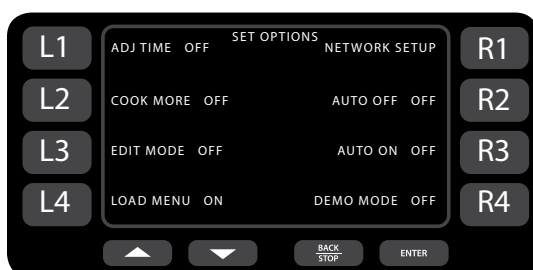 SET OPTIONS
L1 ADJ TIME OFF NETWORK SETUP R1
L2 COOK MORE OFF AUTO OFF OFF R2
L3 EDIT MODE OFF AUTO ON OFF R3
L4 LOAD MENU ON DEMO MODE OFF R4
BACK
STOP
ENTER